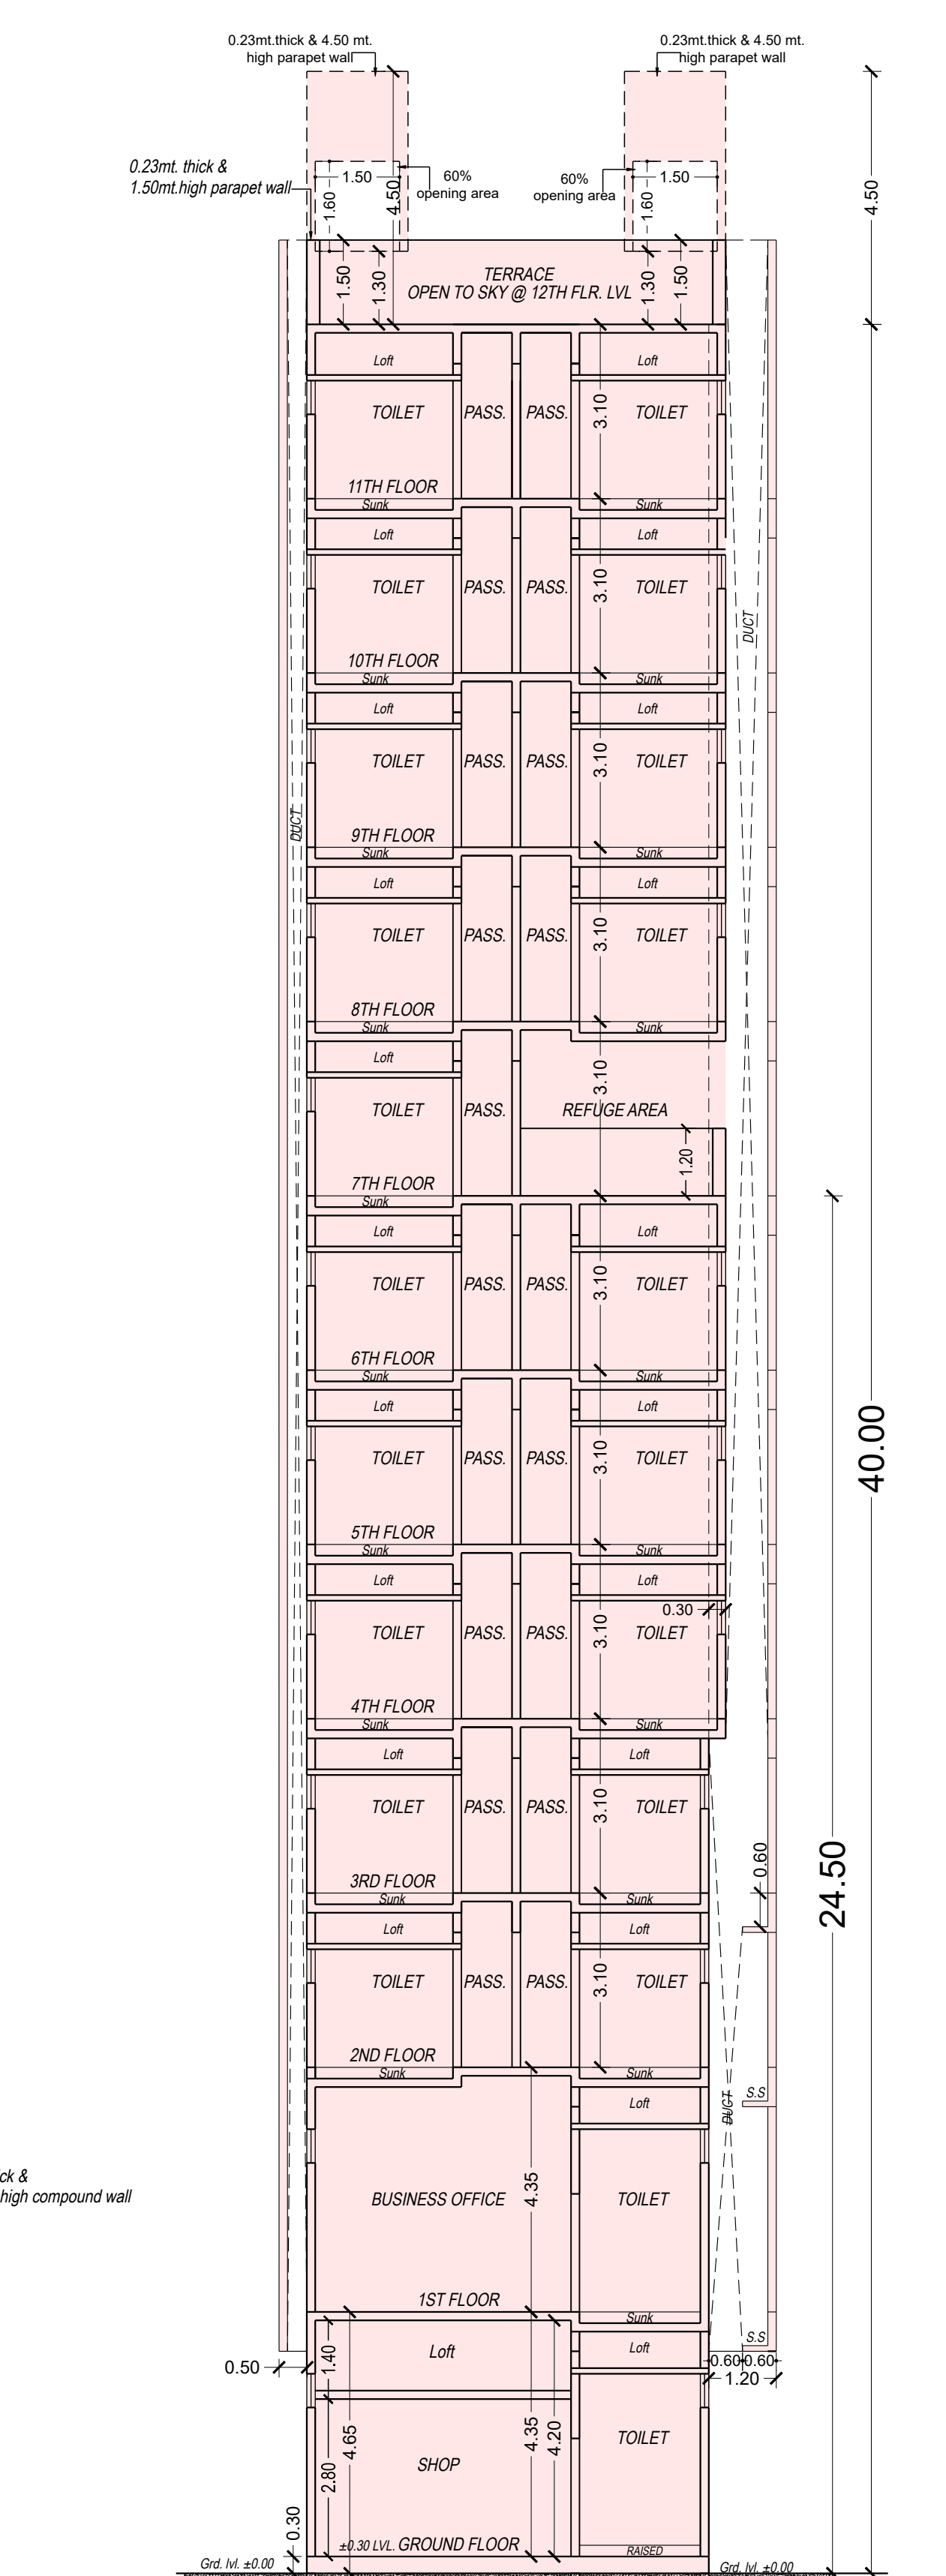 0.23mt.thick & 4.50 mt.
high parapet wall
0.23mt.thick & 4.50 mt.
high parapet wall
0.23mt. thick &
1.50mt.high parapet wall
1.50
1.60
4.50
60%
opening area
60%
opening area
1.50
1.60
4.50
1.50
1.30
TERRACE
OPEN TO SKY @ 12TH FLR. LVL
1.30
1.50
Loft
Loft
TOILET
PASS.
PASS.
3.10
TOILET
11TH FLOOR
Sunk
Sunk
Loft
Loft
TOILET
PASS.
PASS.
3.10
TOILET
DUCT
10TH FLOOR
Sunk
Sunk
Loft
Loft
TOILET
PASS.
PASS.
3.10
TOILET
DUCT
9TH FLOOR
Sunk
Sunk
Loft
Loft
TOILET
PASS.
PASS.
3.10
TOILET
8TH FLOOR
Sunk
Sunk
Loft
3.10
TOILET
PASS.
REFUGE AREA
1.20
7TH FLOOR
Sunk
Loft
Loft
TOILET
PASS.
PASS.
3.10
TOILET
6TH FLOOR
Sunk
Sunk
Loft
Loft
40.00
TOILET
PASS.
PASS.
3.10
TOILET
5TH FLOOR
Sunk
Sunk
Loft
Loft
0.30
TOILET
PASS.
PASS.
3.10
TOILET
4TH FLOOR
Sunk
Sunk
Loft
Loft
TOILET
PASS.
PASS.
3.10
TOILET
0.60
3RD FLOOR
Sunk
Sunk
24.50
Loft
Loft
TOILET
PASS.
PASS.
3.10
TOILET
2ND FLOOR
Sunk
Sunk
Loft
DUCT
S.S
ck &
high compound wall
BUSINESS OFFICE
4.35
TOILET
1ST FLOOR
Sunk
Loft
1.40
Loft
S.S
0.50
0.60
0.60
1.20
4.65
4.35
4.20
TOILET
SHOP
2.80
0.30
±0.30 LVL.
GROUND FLOOR
RAISED
Grd. lvl. ±0.00
Grd. lvl. ±0.00